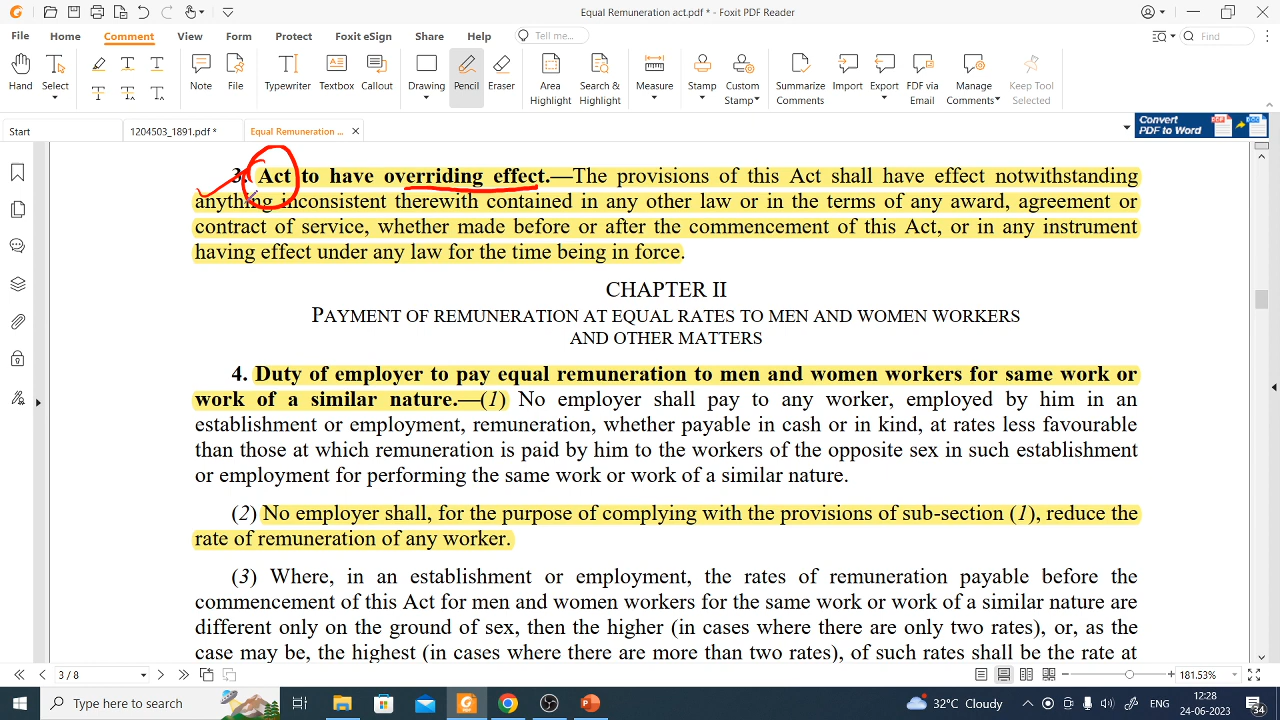 Equal Remuneration act.pdf * - Foxit PDF Reader
File Home Comment View Form Protect Foxit eSign Share Help Tell me... Find
Hand Select Note File Typewriter Textbox Callout Drawing Pencil Eraser Area Highlight Search & Highlight Measure Stamp Custom Stamp Summarize Comments Import Export FDF via Email Manage Comments Keep Tool Selected
Start 1204503_1891.pdf * Equal Remuneration ... Convert PDF to Word
3. Act to have overriding effect.—The provisions of this Act shall have effect notwithstanding
anything inconsistent therewith contained in any other law or in the terms of any award, agreement or
contract of service, whether made before or after the commencement of this Act, or in any instrument
having effect under any law for the time being in force.
CHAPTER II
PAYMENT OF REMUNERATION AT EQUAL RATES TO MEN AND WOMEN WORKERS
AND OTHER MATTERS
4. Duty of employer to pay equal remuneration to men and women workers for same work or
work of a similar nature.—(1) No employer shall pay to any worker, employed by him in an
establishment or employment, remuneration, whether payable in cash or in kind, at rates less favourable
than those at which remuneration is paid by him to the workers of the opposite sex in such establishment
or employment for performing the same work or work of a similar nature.
(2) No employer shall, for the purpose of complying with the provisions of sub-section (1), reduce the
rate of remuneration of any worker.
(3) Where, in an establishment or employment, the rates of remuneration payable before the
commencement of this Act for men and women workers for the same work or work of a similar nature are
different only on the ground of sex, then the higher (in cases where there are only two rates), or, as the
case may be, the highest (in cases where there are more than two rates), of such rates shall be the rate at
3 / 8 181.53%
Type here to search 32°C Cloudy ENG 12:28
24-06-2023 34